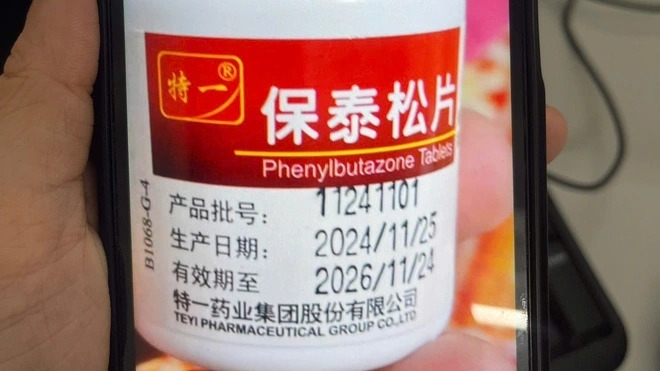 特一®
保泰松片
Phenylbutazone Tablets
产品批号： 11241101
生产日期： 2024/11/25
有效期至 2026/11/24
特一药业集团股份有限公司
TEYI PHARMACEUTICAL GROUP CO.,LTD
B1068-G-4